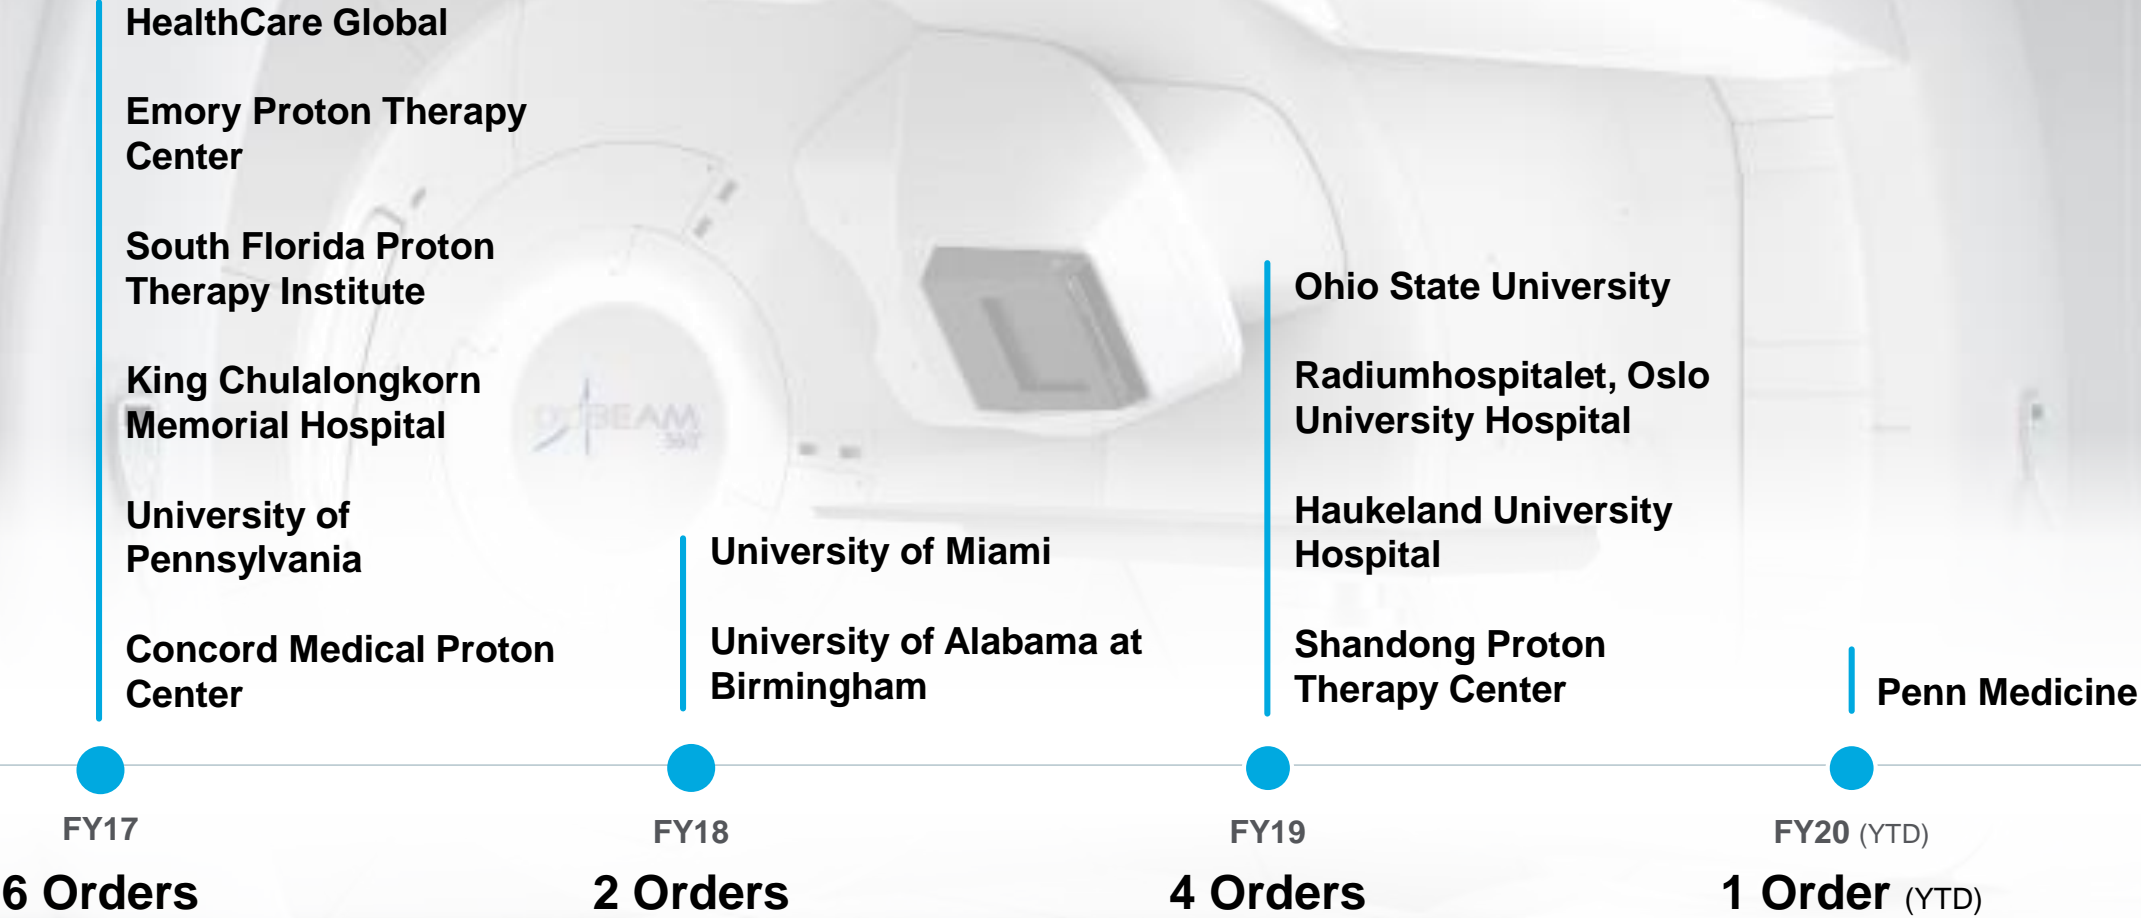 HealthCare Global
Emory Proton Therapy
Center
South Florida Proton
Therapy Institute
King Chulalongkorn
Memorial Hospital
University of
Pennsylvania
Concord Medical Proton
Center
FY17
6 Orders
University of Miami
University of Alabama at
Birmingham
FY18
2 Orders
Ohio State University
Radiumhospitalet, Oslo
University Hospital
Haukeland University
Hospital
Shandong Proton
Therapy Center
FY19
4 Orders
Penn Medicine
FY20 (YTD)
1 Order (YTD)